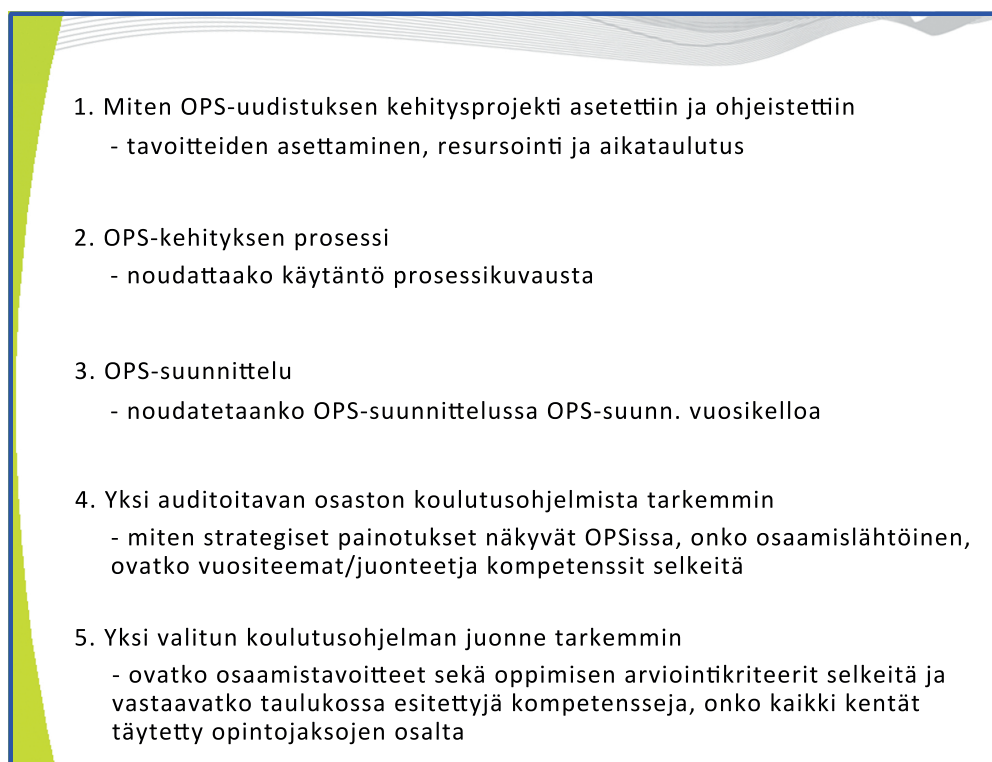 1. Miten OPS-uudistuksen kehitysprojekti asetettiin ja ohjeistettiin
- tavoitteiden asettaminen, resursointi ja aikataulutus
2. OPS-kehityksen prosessi
- noudattaako käytäntö prosessikuvausta
3. OPS-suunnittelu
- noudatetaanko OPS-suunnittelussa OPS-suunn. vuosikelloa
4. Yksi auditoitavan osaston koulutusohjelmista tarkemmin
- miten strategiset painotukset näkyvät OPSissa, onko osaamislähtöinen,
ovatko vuositeemat/juonteetja kompetenssit selkeitä
5. Yksi valitun koulutusohjelman juonne tarkemmin
- ovatko osaamistavoitteet sekä oppimisen arviointikriteerit selkeitä ja
vastaavatko taulukossa esitettyjä kompetensseja, onko kaikki kentät
täytetty opintojaksojen osalta